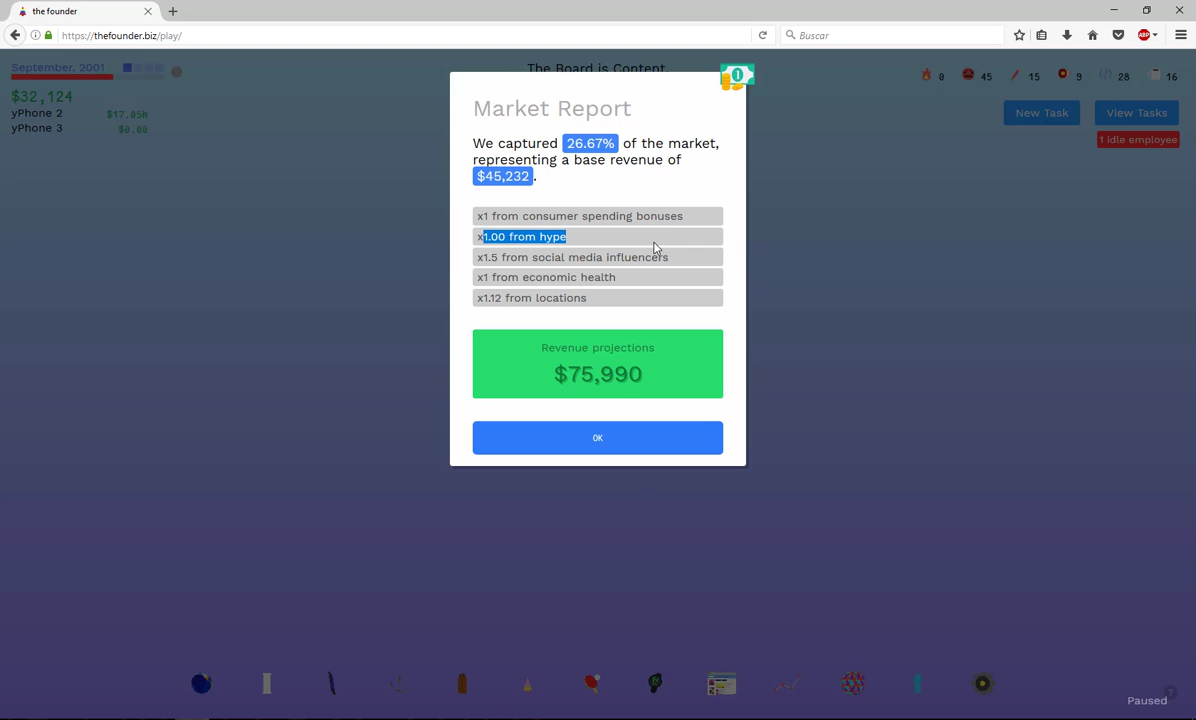 the founder
https://thefounder.biz/play/
Buscar
ABP
September, 2001
The Board is Content.
0 45 15 9 28 16
$32,124
yPhone 2 $17.05k
yPhone 3 $0.00
New Task
View Tasks
1 idle employee
Market Report
We captured 26.67% of the market,
representing a base revenue of
$45,232.
x1 from consumer spending bonuses
x1.00 from hype
x1.5 from social media influencers
x1 from economic health
x1.12 from locations
Revenue projections
$75,990
OK
Paused
?